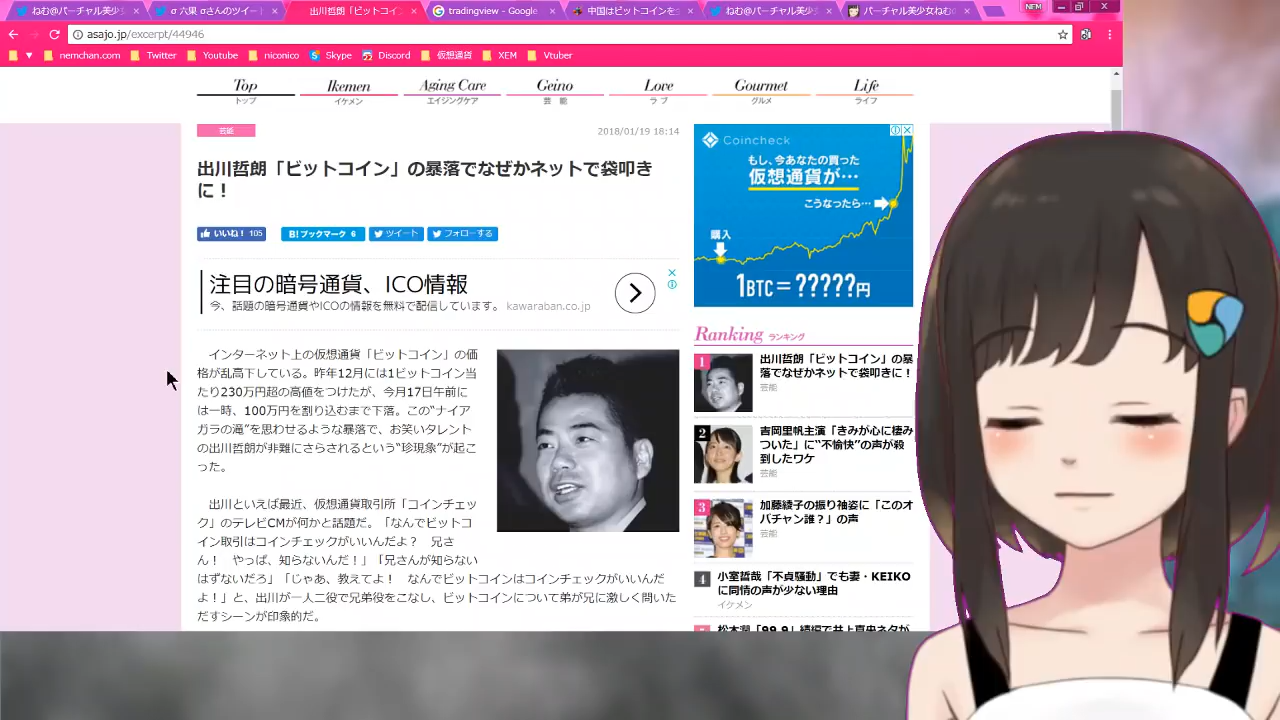 ねむ@バーチャル美少
σ 六果 σさんのツイート
出川哲朗「ビットコイ
tradingview - Google
中国はビットコインを
ねむ@バーチャル美少
バーチャル美少女ねむ
NEM
asajo.jp/excerpt/44946
▼ nemchan.com Twitter Youtube niconico Skype Discord 仮想通貨 XEM Vtuber
Top Ikemen Aging Care Geino Love Gourmet Life
トップ イケメン エイジングケア 芸 能 ラブ グルメ ライフ
芸能
2018/01/19 18:14
出川哲朗「ビットコイン」の暴落でなぜかネットで袋叩き
に！
いいね！ 105
B! ブックマーク 6
ツイート
フォローする
注目の暗号通貨、ICO情報
今、話題の暗号通貨やICOの情報を無料で配信しています。 kawaraban.co.jp
インターネット上の仮想通貨「ビットコイン」の価
格が乱高下している。昨年12月には1ビットコイン当
たり230万円超の高値をつけたが、今月17日午前に
は一時、100万円を割り込むまで下落。この“ナイア
ガラの滝”を思わせるような暴落で、お笑いタレント
の出川哲朗が非難にさらされるという“珍現象”が起こ
った。
出川といえば最近、仮想通貨取引所「コインチェッ
ク」のテレビCMが何かと話題だ。「なんでビットコ
イン取引はコインチェックがいいんだよ？　兄さ
ん！　やっぱ、知らないんだ！」「兄さんが知らない
はずないだろ」「じゃあ、教えてよ！　なんでビットコインはコインチェックがいいんだ
よ！」と、出川が一人二役で兄弟役をこなし、ビットコインについて弟が兄に激しく問いた
だすシーンが印象的だ。
Coincheck
もし、今あなたの買った
仮想通貨が…
こうなったら…
購入
1BTC＝?????円
Ranking ランキング
1
出川哲朗「ビットコイン」の暴
落でなぜかネットで袋叩きに！
芸能
2
吉岡里帆主演「きみが心に棲み
ついた」に“不愉快”の声が殺
到したワケ
芸能
3
加藤綾子の振り袖姿に「このオ
バチャン誰？」の声
芸能
4
小室哲哉「不貞騒動」でも妻・KEIKO
に同情の声が少ない理由
イケメン
松本潤「99.9」続編で井上真央ネタが